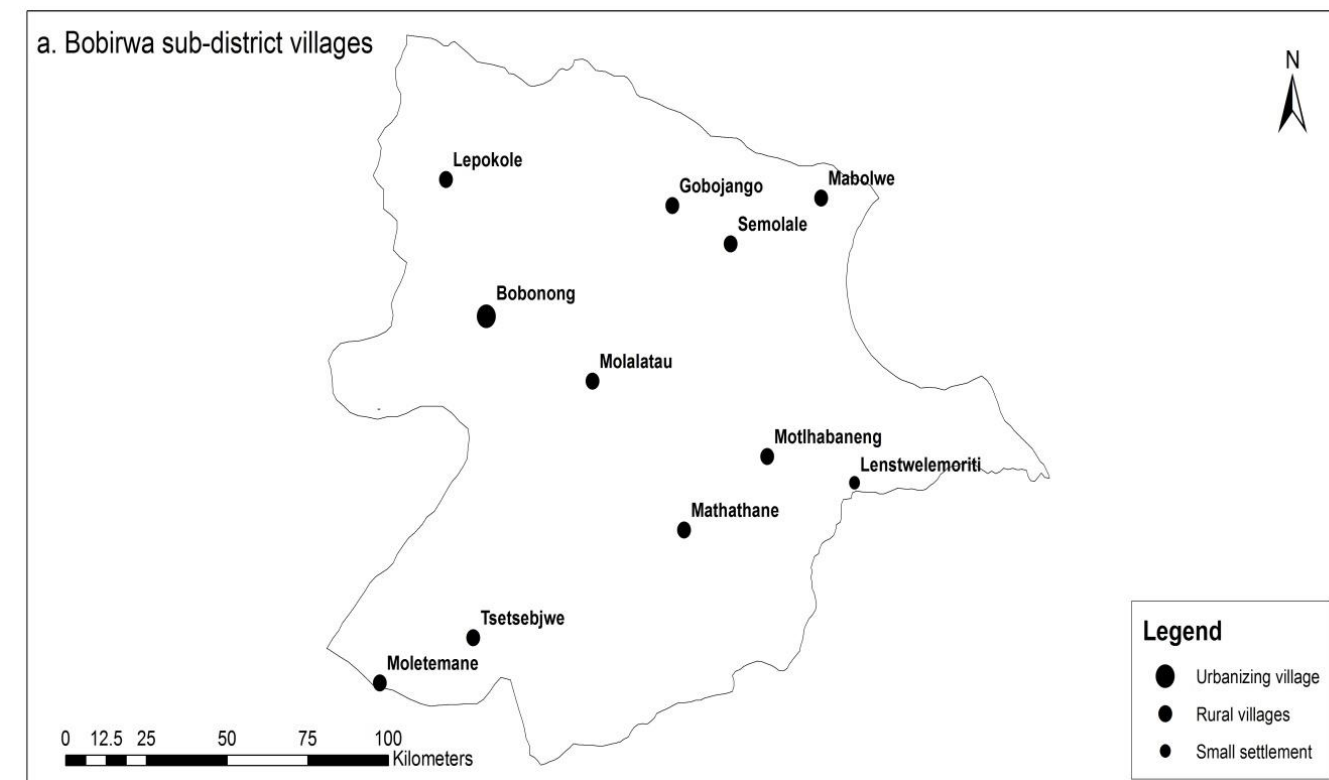 a. Bobirwa sub-district villages
N
Lepokole
Gobojango
Mabolwe
Semolale
Bobonong
Molalatau
Motlhabaneng
Lenstwelemoriti
Mathathane
Tsetsebjwe
Moletemane
0 12.5 25 50 75 100
Kilometers
Legend
Urbanizing village
Rural villages
Small settlement